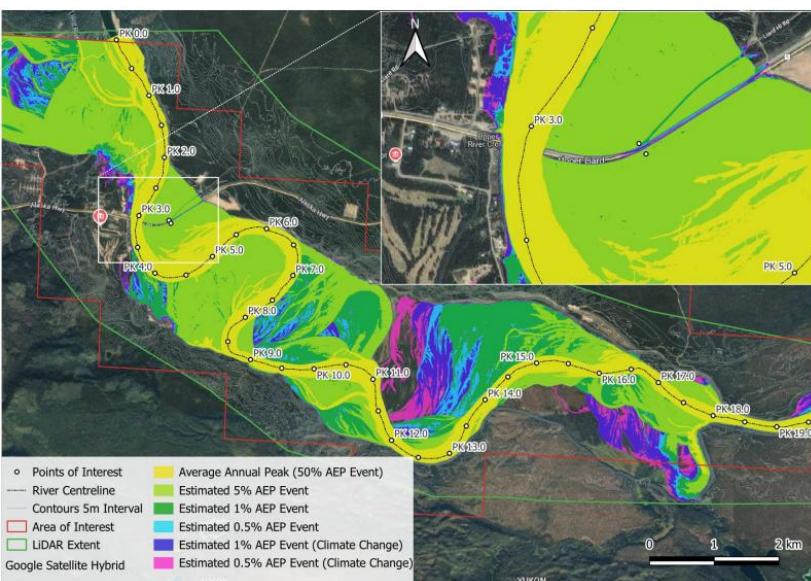 PK 0.0
PK 1.0
PK 2.0
PK 3.0
PK 4.0
PK 5.0
PK 6.0
PK 7.0
PK 8.0
PK 9.0
PK 10.0
PK 11.0
PK 12.0
PK 13.0
PK 14.0
PK 15.0
PK 16.0
PK 17.0
PK 18.0
PK 19.0
Alaska Hwy
Alaska Hwy
N
PK 3.0
PK 5.0
Upper Liard
Points of Interest
River Centreline
Contours 5m Interval
Area of Interest
LiDAR Extent
Google Satellite Hybrid
Average Annual Peak (50% AEP Event)
Estimated 5% AEP Event
Estimated 1% AEP Event
Estimated 0.5% AEP Event
Estimated 1% AEP Event (Climate Change)
Estimated 0.5% AEP Event (Climate Change)
0 1 2 km
YUKON